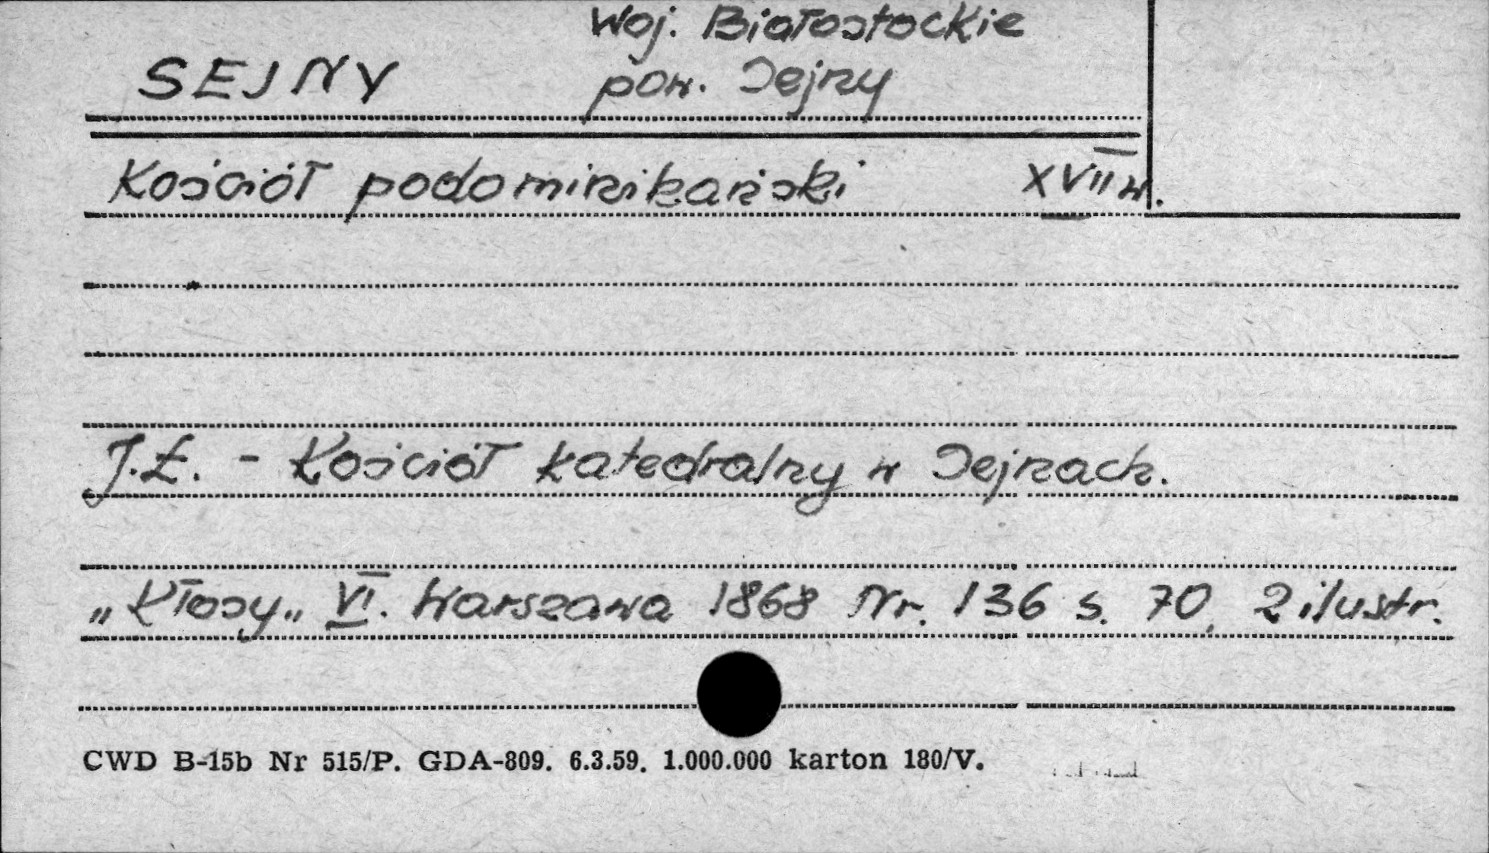 Woj. Białostockie
SEJNY pow. Sejny
Kościół podominikański XVII w.
J.Ł. - Kościół katedralny w Sejnach.
„Kłosy„ VI. Warszawa 1868 Nr. 136 s. 70, 2 ilustr.
CWD B-15b Nr 515/P. GDA-809. 6.3.59. 1.000.000 karton 180/V.